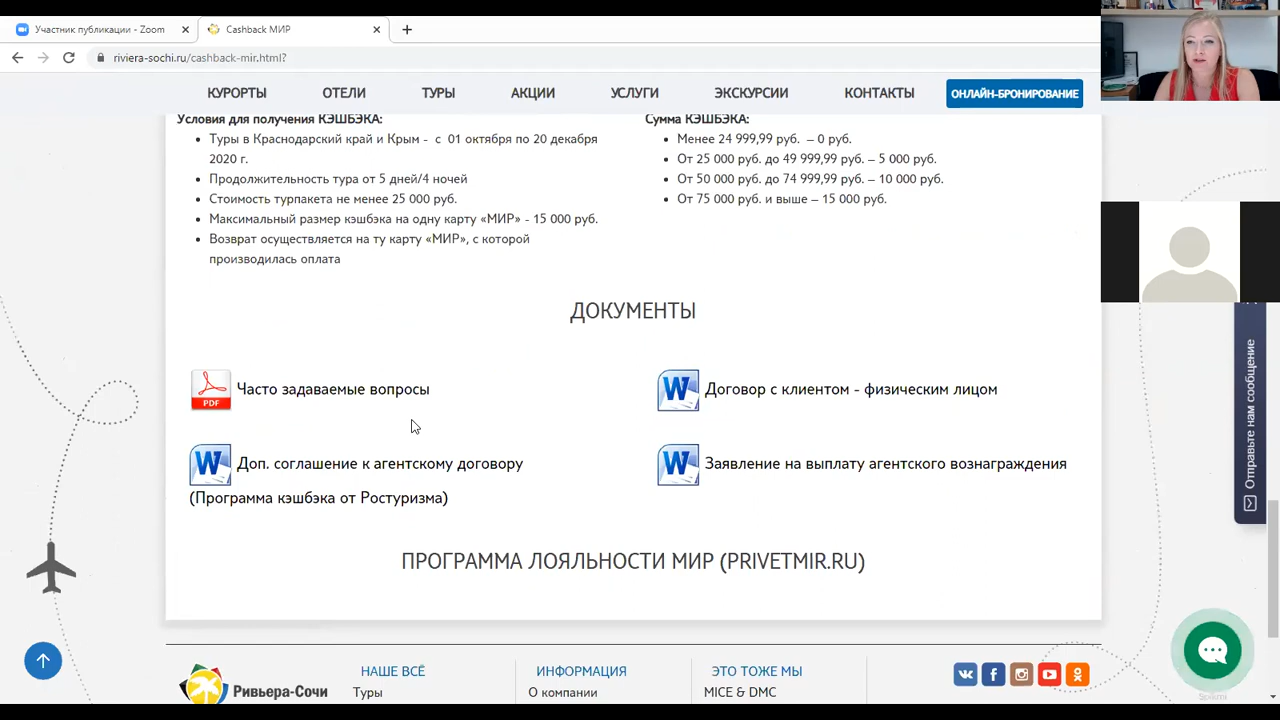 Участник публикации - Zoom
Cashback МИР
riviera-sochi.ru/cashback-mir.html?
КУРОРТЫ ОТЕЛИ ТУРЫ АКЦИИ УСЛУГИ ЭКСКУРСИИ КОНТАКТЫ ОНЛАЙН-БРОНИРОВАНИЕ
Условия для получения КЭШБЭКА:
Туры в Краснодарский край и Крым - с 01 октября по 20 декабря
2020 г.
Продолжительность тура от 5 дней/4 ночей
Стоимость турпакета не менее 25 000 руб.
Максимальный размер кэшбэка на одну карту «МИР» - 15 000 руб.
Возврат осуществляется на ту карту «МИР», с которой
производилась оплата
Сумма КЭШБЭКА:
Менее 24 999,99 руб. – 0 руб.
От 25 000 руб. до 49 999,99 руб. – 5 000 руб.
От 50 000 руб. до 74 999,99 руб. – 10 000 руб.
От 75 000 руб. и выше – 15 000 руб.
ДОКУМЕНТЫ
PDF
Часто задаваемые вопросы
W
Договор с клиентом - физическим лицом
W
Доп. соглашение к агентскому договору
(Программа кэшбэка от Ростуризма)
W
Заявление на выплату агентского вознаграждения
ПРОГРАММА ЛОЯЛЬНОСТИ МИР (PRIVETMIR.RU)
Отправьте нам сообщение
Ривьера-Сочи
НАШЕ ВСЁ
Туры
ИНФОРМАЦИЯ
О компании
ЭТО ТОЖЕ МЫ
MICE & DMC